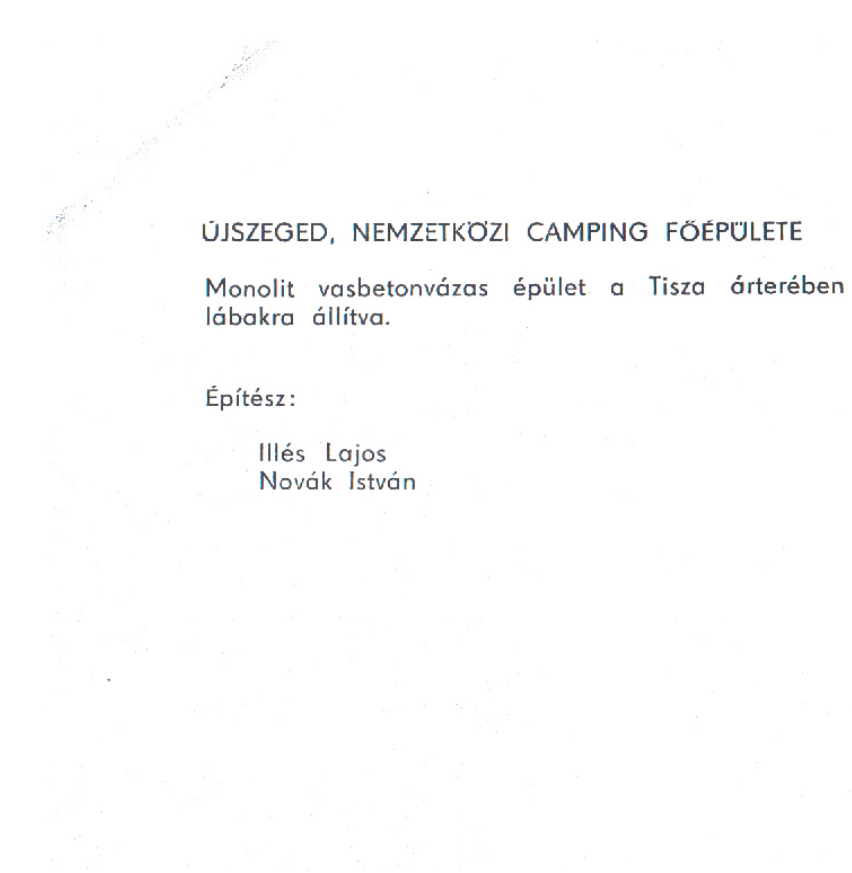 ÚJSZEGED, NEMZETKÖZI CAMPING FŐÉPÜLETE
Monolit vasbetonvázas épület a Tisza árterében
lábakra állítva.
Építész:
Illés Lajos
Novák István